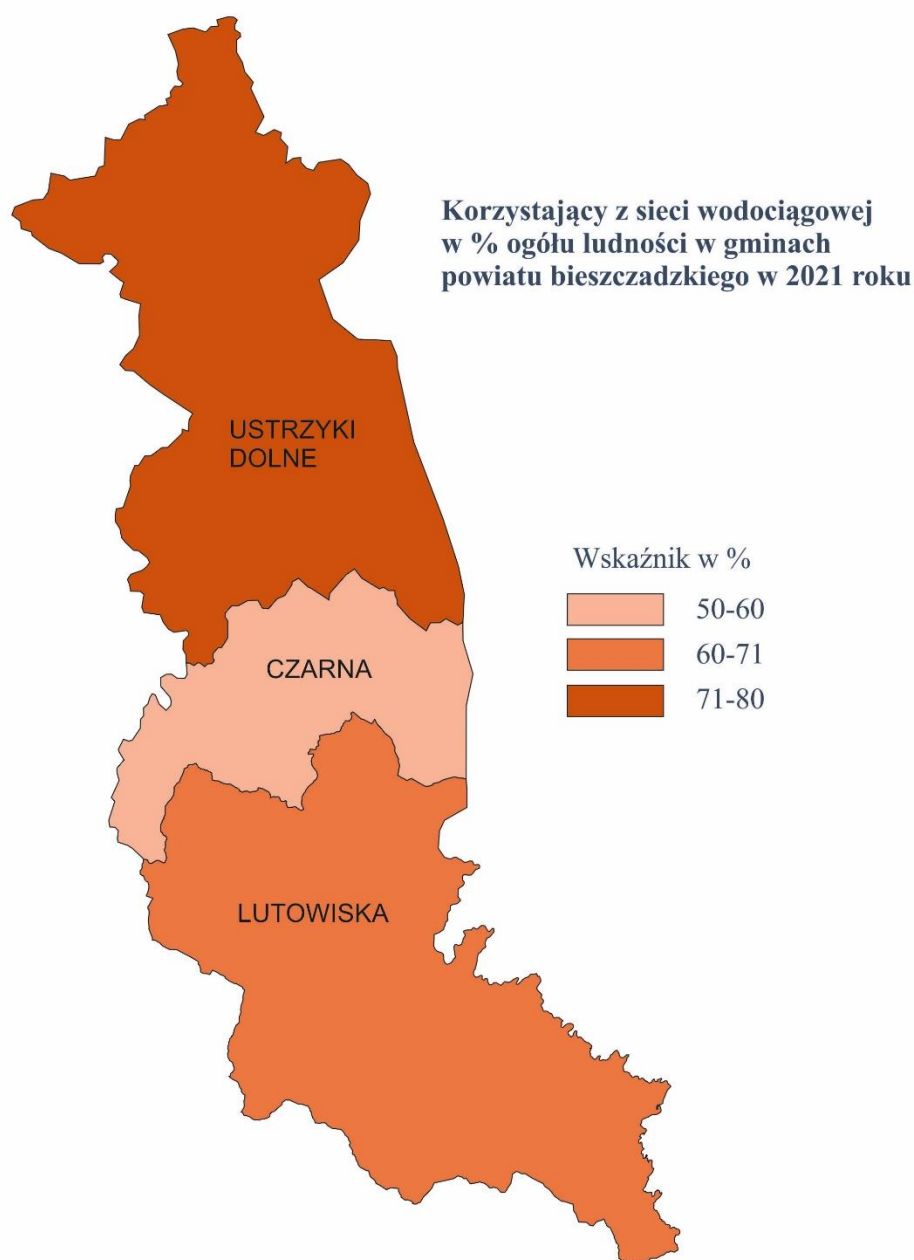 Korzystający z sieci wodociągowej
w % ogółu ludności w gminach
powiatu bieszczadzkiego w 2021 roku
USTRZYKI
DOLNE
Wskaźnik w %
50-60
60-71
71-80
CZARNA
LUTOWISKA